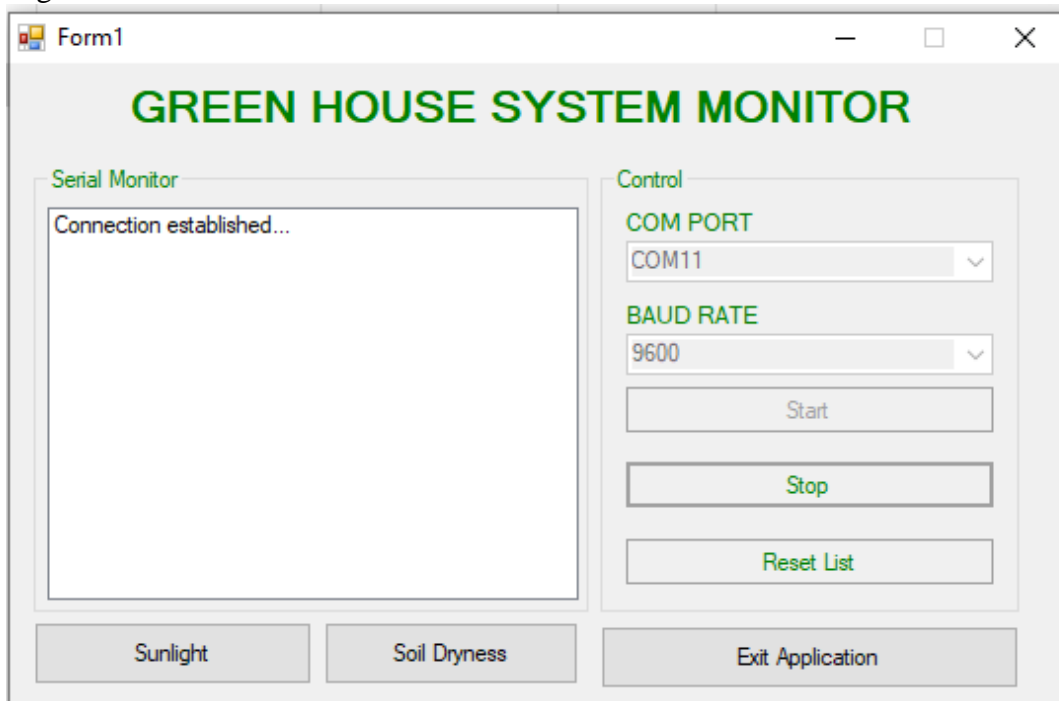 Form1
GREEN HOUSE SYSTEM MONITOR
Serial Monitor
Connection established...
Control
COM PORT
COM11
BAUD RATE
9600
Start
Stop
Reset List
Sunlight
Soil Dryness
Exit Application